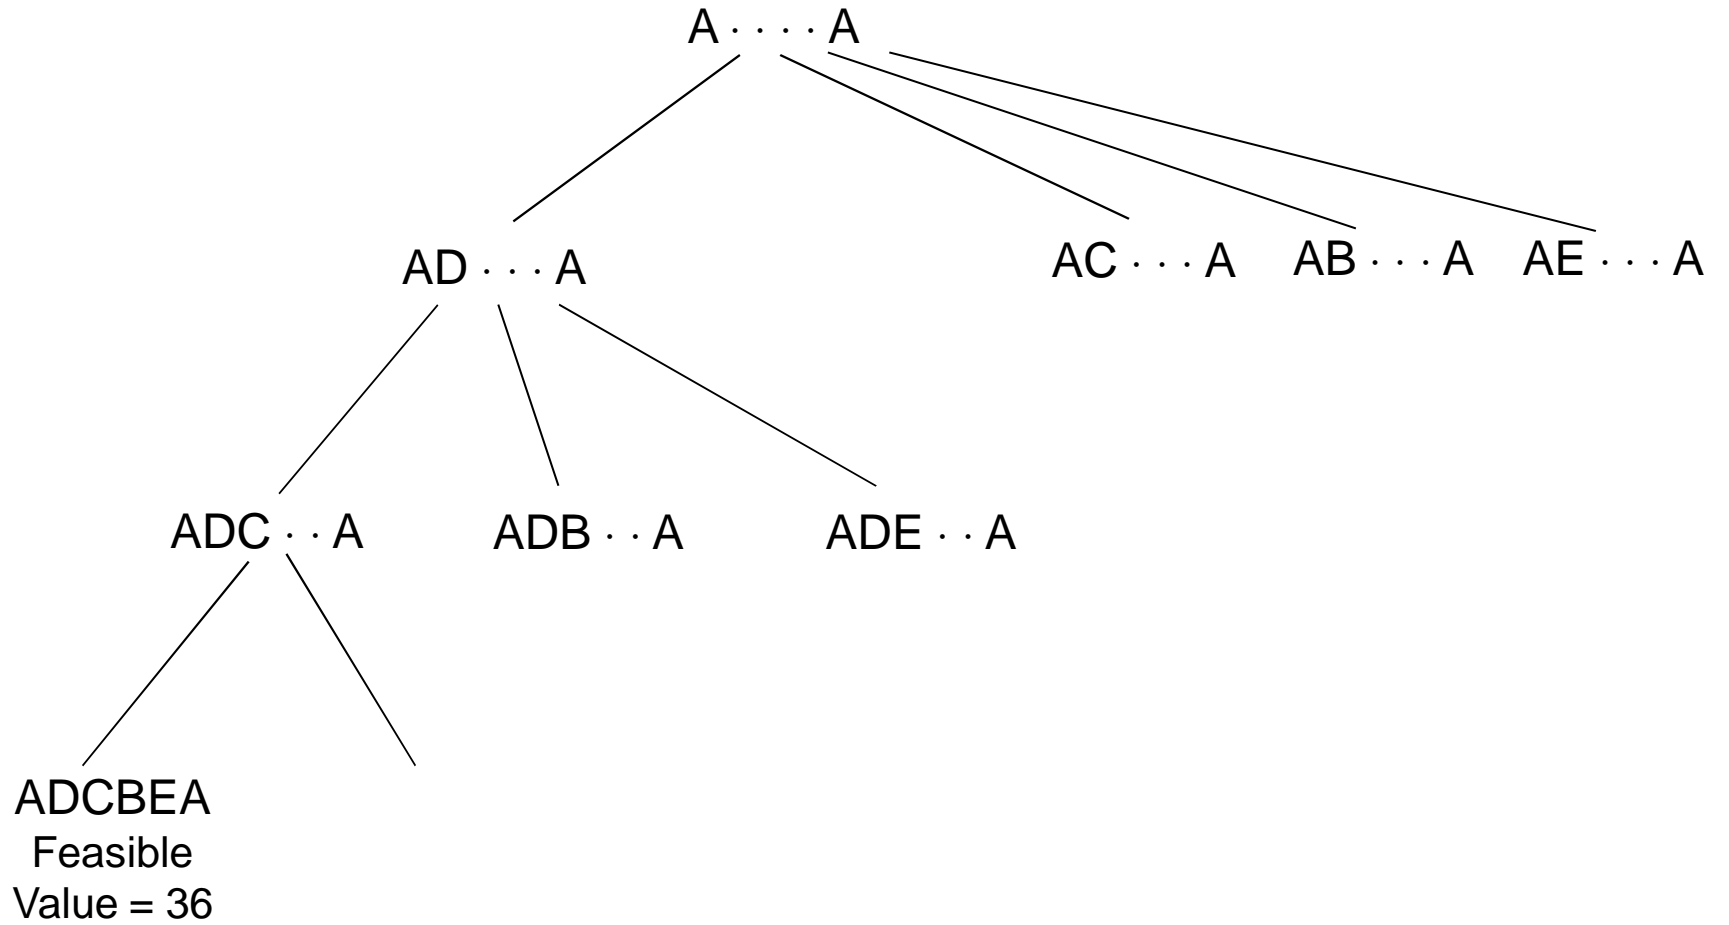 A · · · · A
AD · · · A
AC · · · A
AB · · · A
AE · · · A
ADC · · A
ADB · · A
ADE · · A
ADCBEA
Feasible
Value = 36